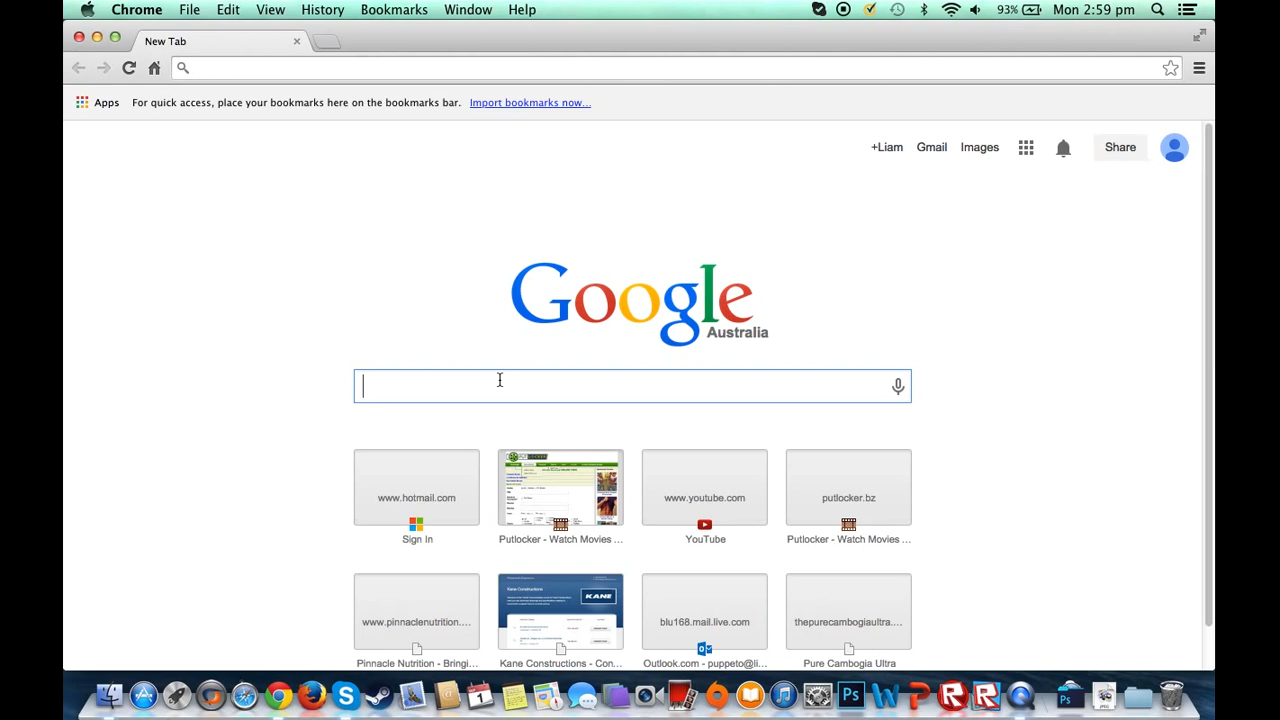 Chrome File Edit View History Bookmarks Window Help 93% Mon 2:59 pm
New Tab
Apps For quick access, place your bookmarks here on the bookmarks bar. Import bookmarks now...
+Liam Gmail Images Share
Google
Australia
www.hotmail.com www.youtube.com putlocker.bz
Sign In Putlocker - Watch Movies ... YouTube Putlocker - Watch Movies ...
Kane Constructions
KANE
www.pinnaclenutrition.... blu168.mail.live.com thepurecambogiaultra....
Pinnacle Nutrition - Bringi... Kane Constructions - Con... Outlook.com - puppeto@li... Pure Cambogia Ultra